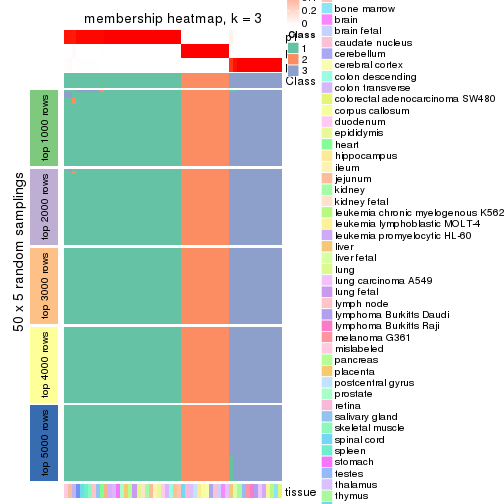 membership heatmap, k = 3
0.2
0
Class
1
2
3
Class
50 x 5 random samplings
top 1000 rows
top 2000 rows
top 3000 rows
top 4000 rows
top 5000 rows
tissue
bone marrow
brain
brain fetal
caudate nucleus
cerebellum
cerebral cortex
colon descending
colon transverse
colorectal adenocarcinoma SW480
corpus callosum
duodenum
epididymis
heart
hippocampus
ileum
jejunum
kidney
kidney fetal
leukemia chronic myelogenous K562
leukemia lymphoblastic MOLT-4
leukemia promyelocytic HL-60
liver
liver fetal
lung
lung carcinoma A549
lung fetal
lymph node
lymphoma Burkitts Daudi
lymphoma Burkitts Raji
melanoma G361
mislabeled
pancreas
placenta
postcentral gyrus
prostate
retina
salivary gland
skeletal muscle
spinal cord
spleen
stomach
testes
thalamus
thymus